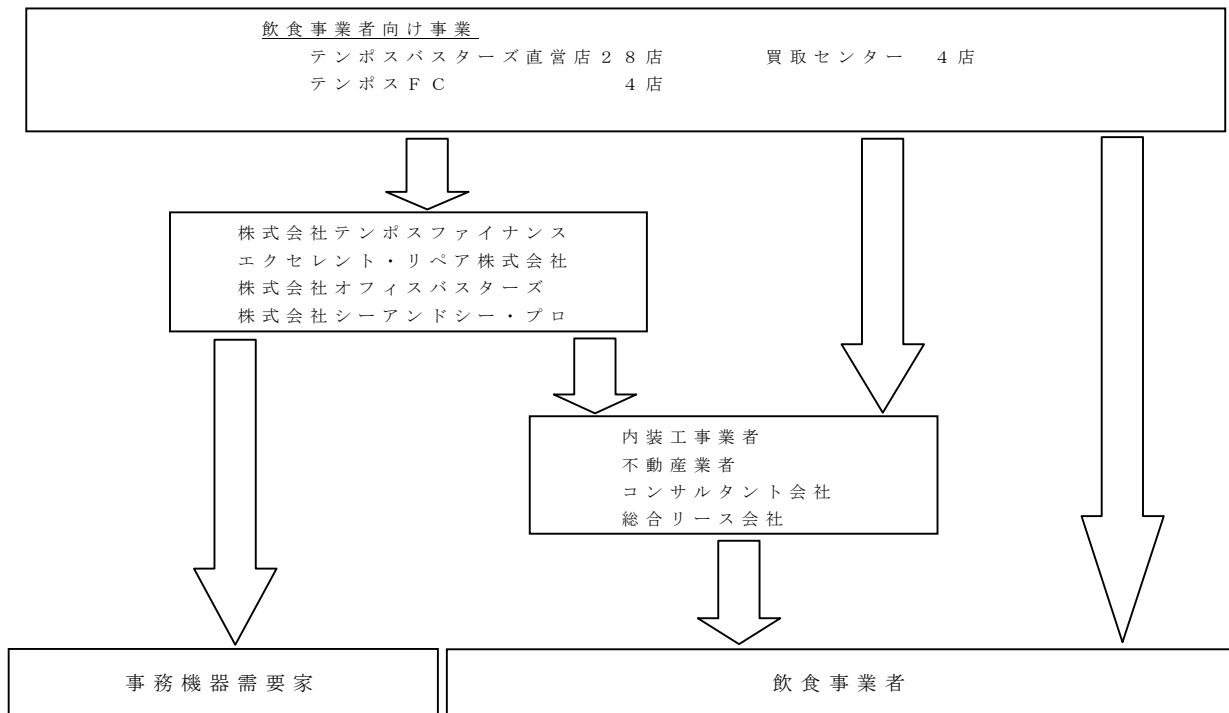 飲食事業者向け事業
テンポスバスターズ直営店２８店 買取センター ４店
テンポスＦＣ ４店
株式会社テンポスファイナンス
エクセレント・リペア株式会社
株式会社オフィスバスターズ
株式会社シーアンドシー・プロ
内装工事業者
不動産業者
コンサルタント会社
総合リース会社
事務機器需要家
飲食事業者